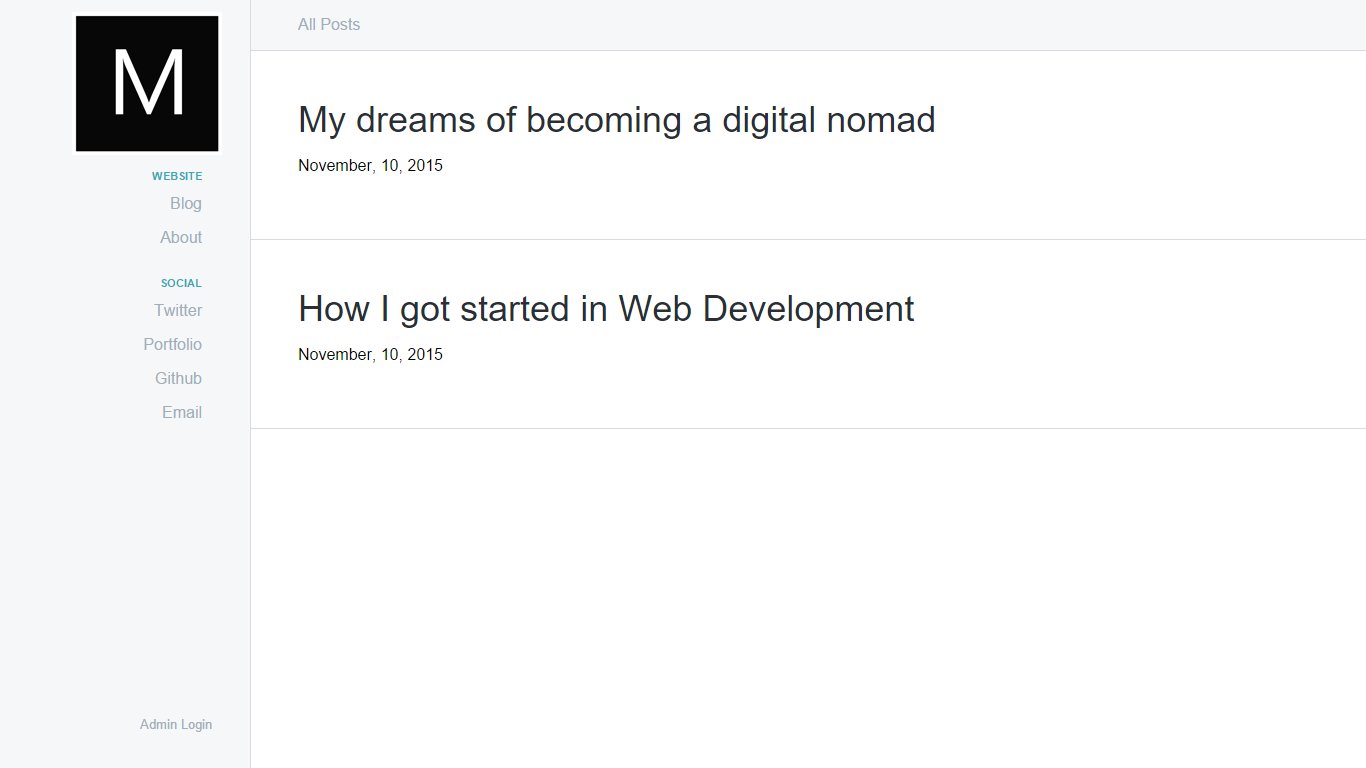 M
WEBSITE
Blog
About
SOCIAL
Twitter
Portfolio
Github
Email
Admin Login
All Posts
My dreams of becoming a digital nomad
November, 10, 2015
How I got started in Web Development
November, 10, 2015